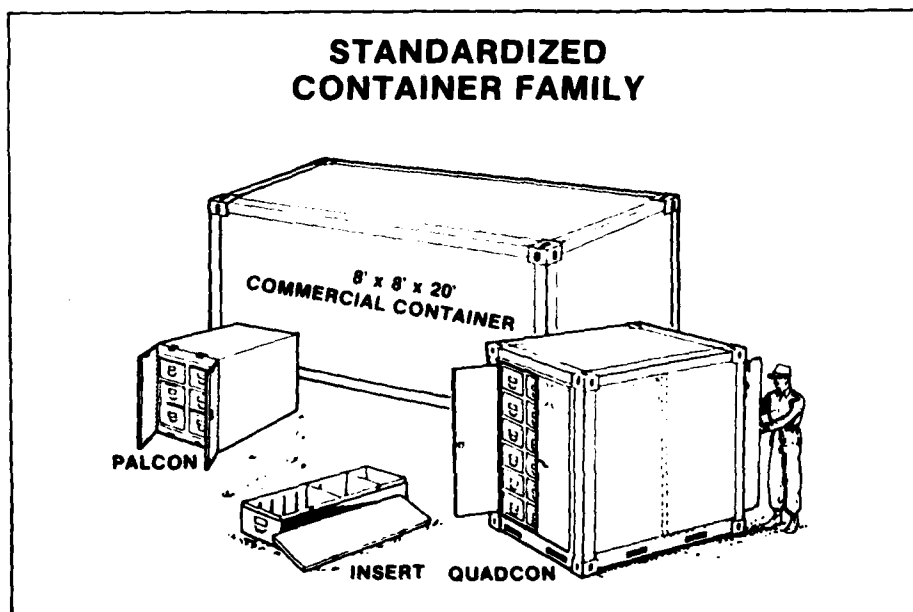 STANDARDIZED
CONTAINER FAMILY
8' x 8' x 20'
COMMERCIAL CONTAINER
PALCON
INSERT
QUADCON